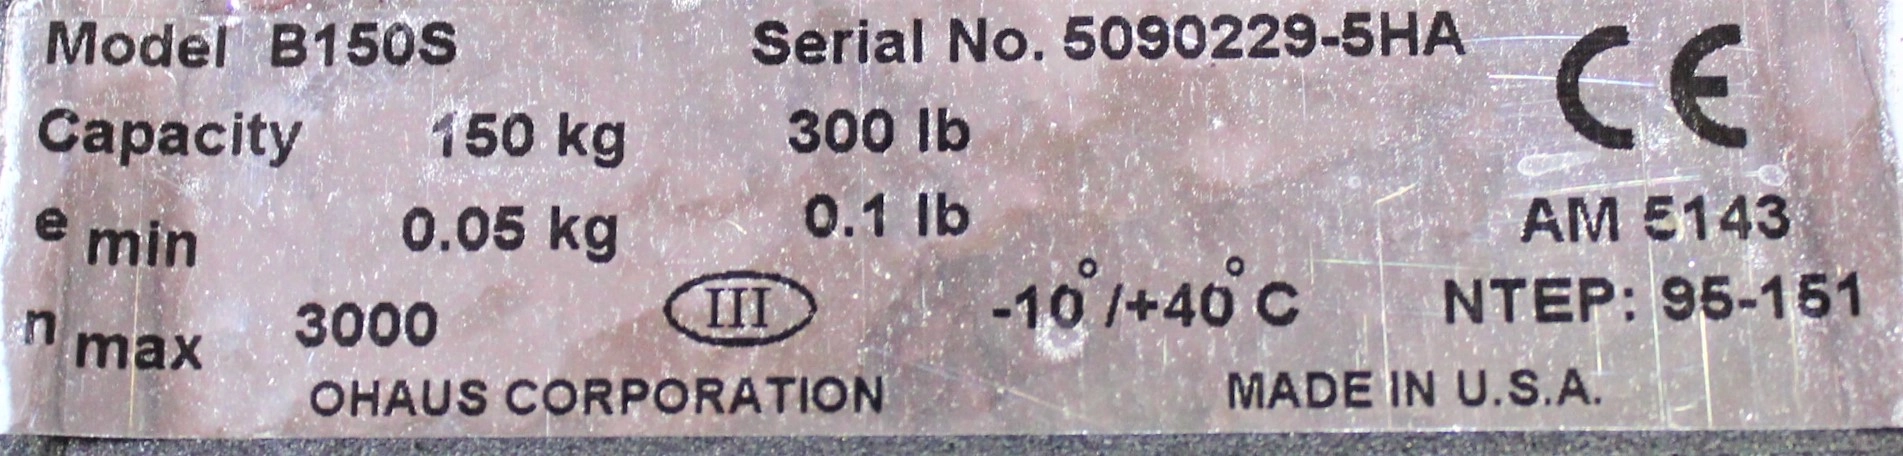 Model B150S Serial No. 5090229-5HA CE
Capacity 150 kg 300 lb
e min 0.05 kg 0.1 lb AM 5143
n max 3000 III -10°/+40°C NTEP: 95-151
OHAUS CORPORATION MADE IN U.S.A.